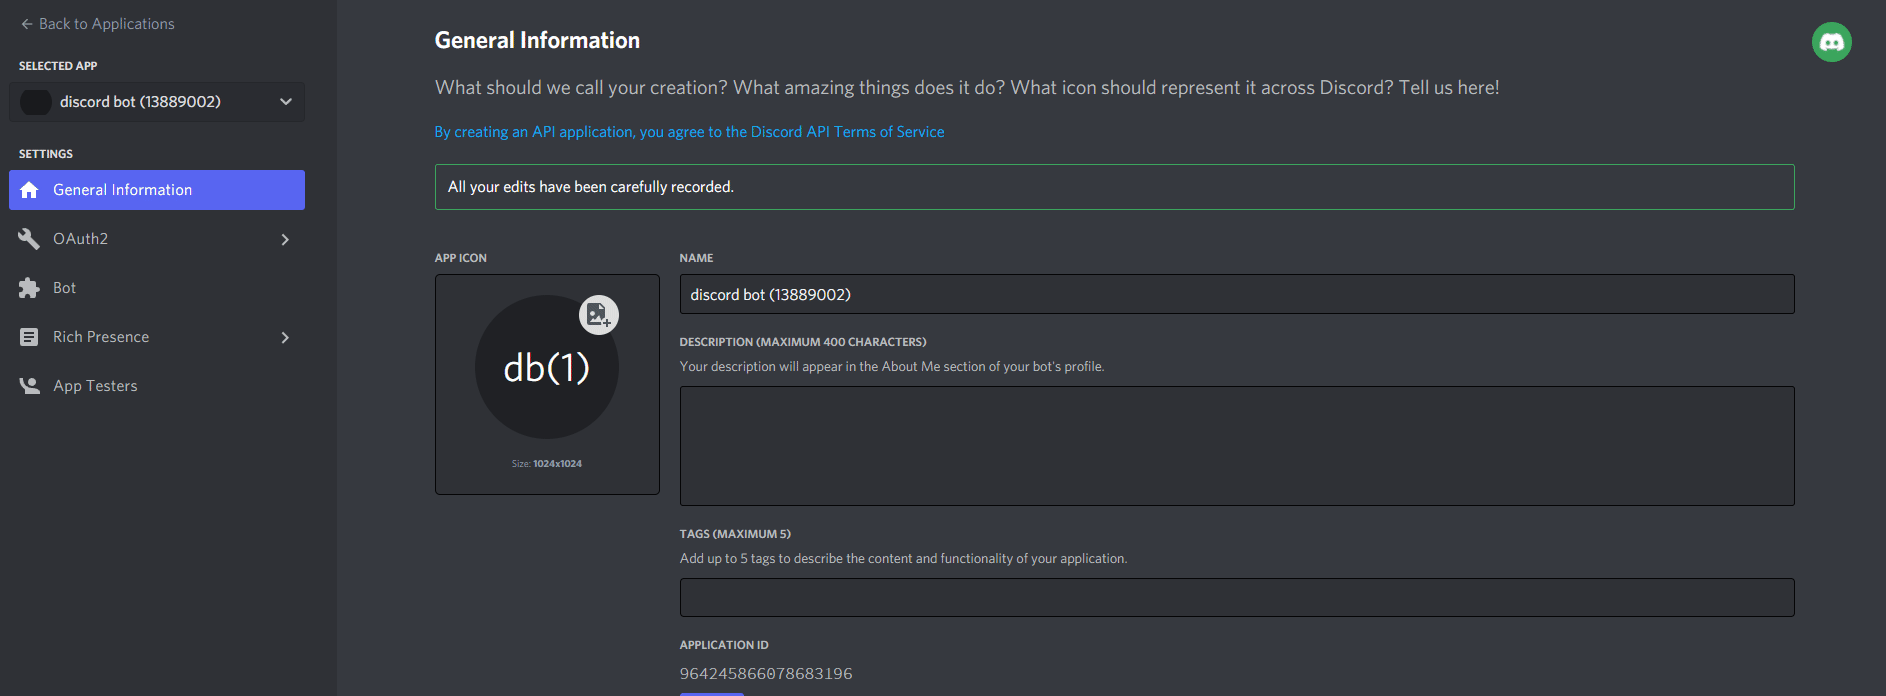 Back to Applications
SELECTED APP
discord bot (13889002)
SETTINGS
General Information
OAuth2
Bot
Rich Presence
App Testers
General Information
What should we call your creation? What amazing things does it do? What icon should represent it across Discord? Tell us here!
By creating an API application, you agree to the Discord API Terms of Service
All your edits have been carefully recorded.
APP ICON
db(1)
Size: 1024x1024
NAME
discord bot (13889002)
DESCRIPTION (MAXIMUM 400 CHARACTERS)
Your description will appear in the About Me section of your bot's profile.
TAGS (MAXIMUM 5)
Add up to 5 tags to describe the content and functionality of your application.
APPLICATION ID
964245866078683196